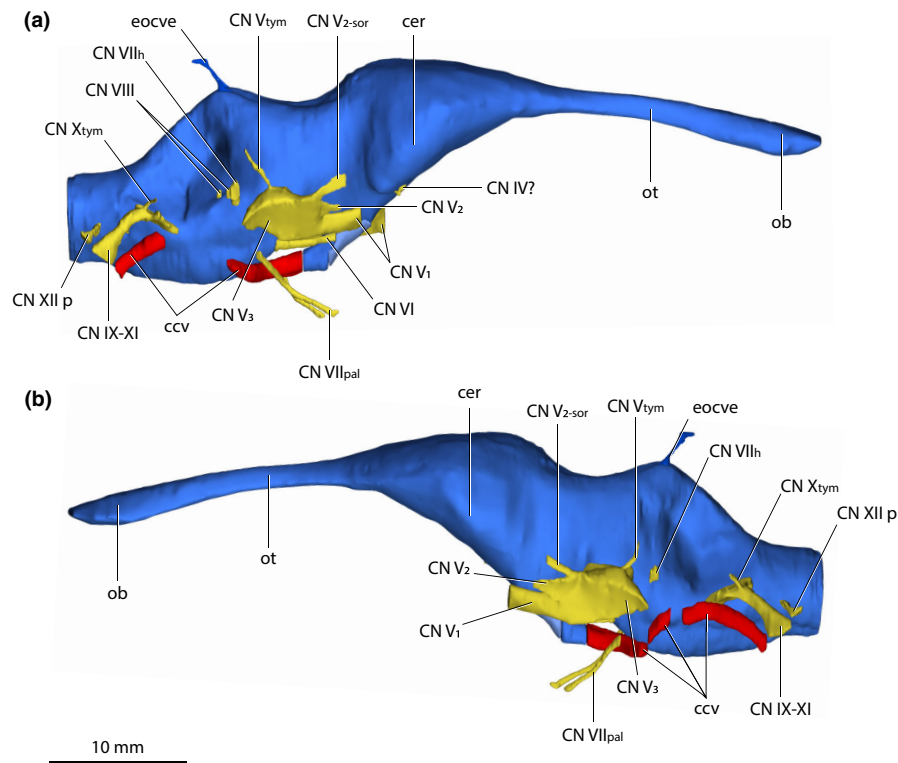 (a)
eocve
CN Vtym
CN V2-sor
cer
CN VIIh
CN VIII
CN Xtym
CN IV?
CN V2
ot
ob
CN V1
CN XII p
CN IX-XI
ccv
CN V3
CN VI
CN VIIpal
(b)
cer
CN V2-sor
CN Vtym
eocve
CN VIIh
CN Xtym
CN XII p
ob
ot
CN V2
CN V1
CN V3
ccv
CN IX-XI
CN VIIpal
10 mm